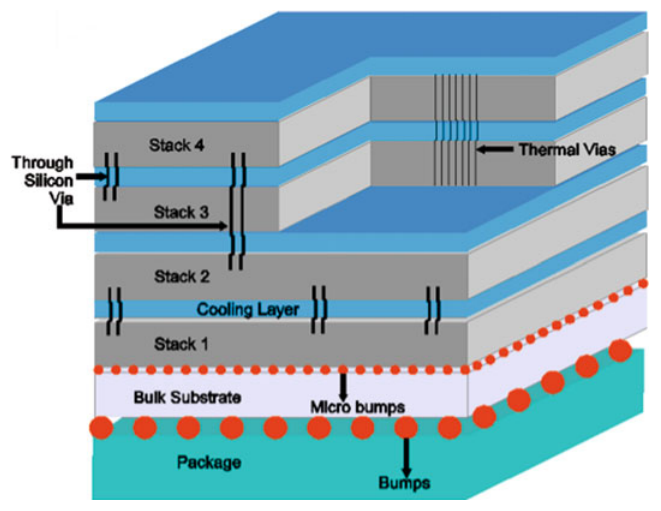 Stack 4
Through
Silicon
Via
Thermal Vias
Stack 3
Stack 2
Cooling Layer
Stack 1
Bulk Substrate
Micro bumps
Package
Bumps